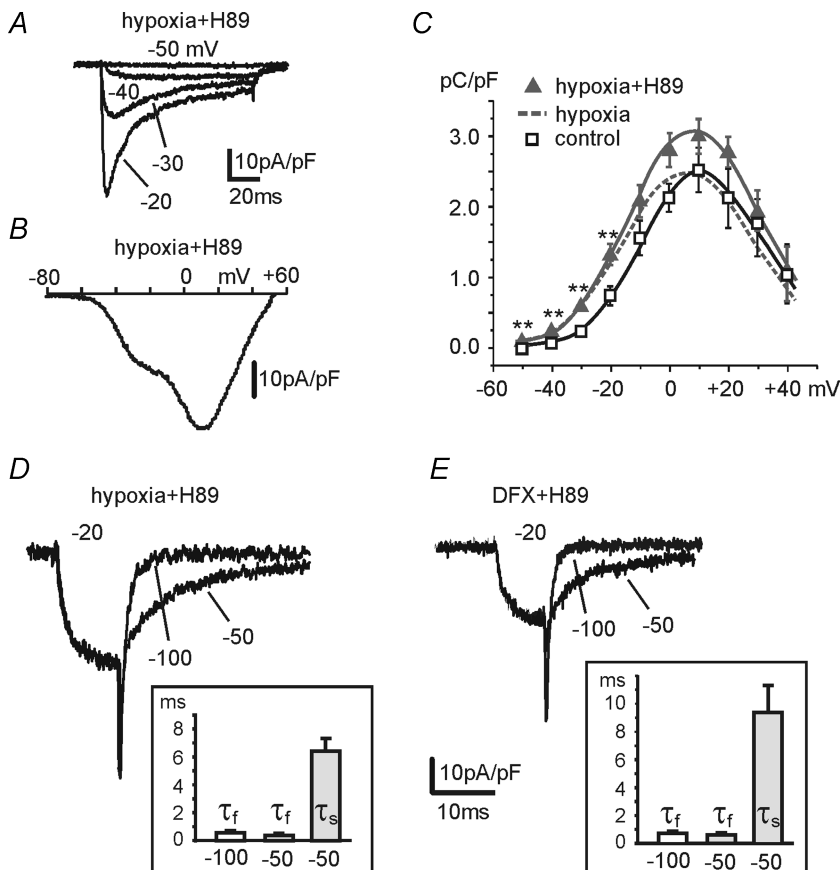 A
hypoxia+H89
-50 mV
-40
-30
-20
10pA/pF
20ms
B
hypoxia+H89
-80 0 mV +60
10pA/pF
C
pC/pF
hypoxia+H89
hypoxia
control
3.0
2.0
1.0
0.0
** ** ** **
-60 -40 -20 0 +20 +40 mV
D
hypoxia+H89
-20
-100
-50
ms
8
6
4
2
0
τf τf τs
-100 -50 -50
E
DFX+H89
-20
-100
-50
10pA/pF
10ms
ms
10
8
6
4
2
0
τf τf τs
-100 -50 -50